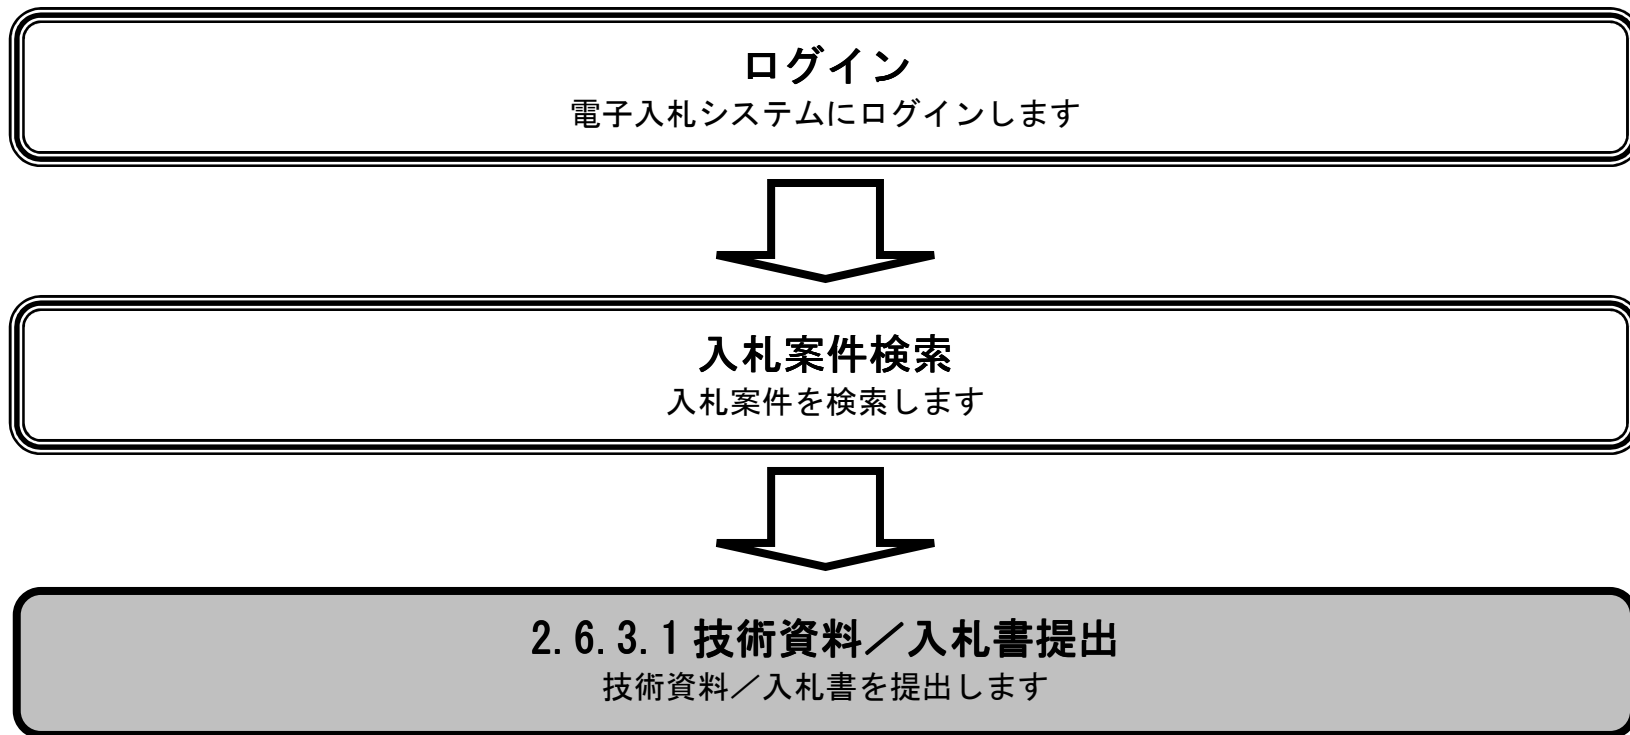 ログイン
電子入札システムにログインします
入札案件検索
入札案件を検索します
2.6.3.1 技術資料／入札書提出
技術資料／入札書を提出します